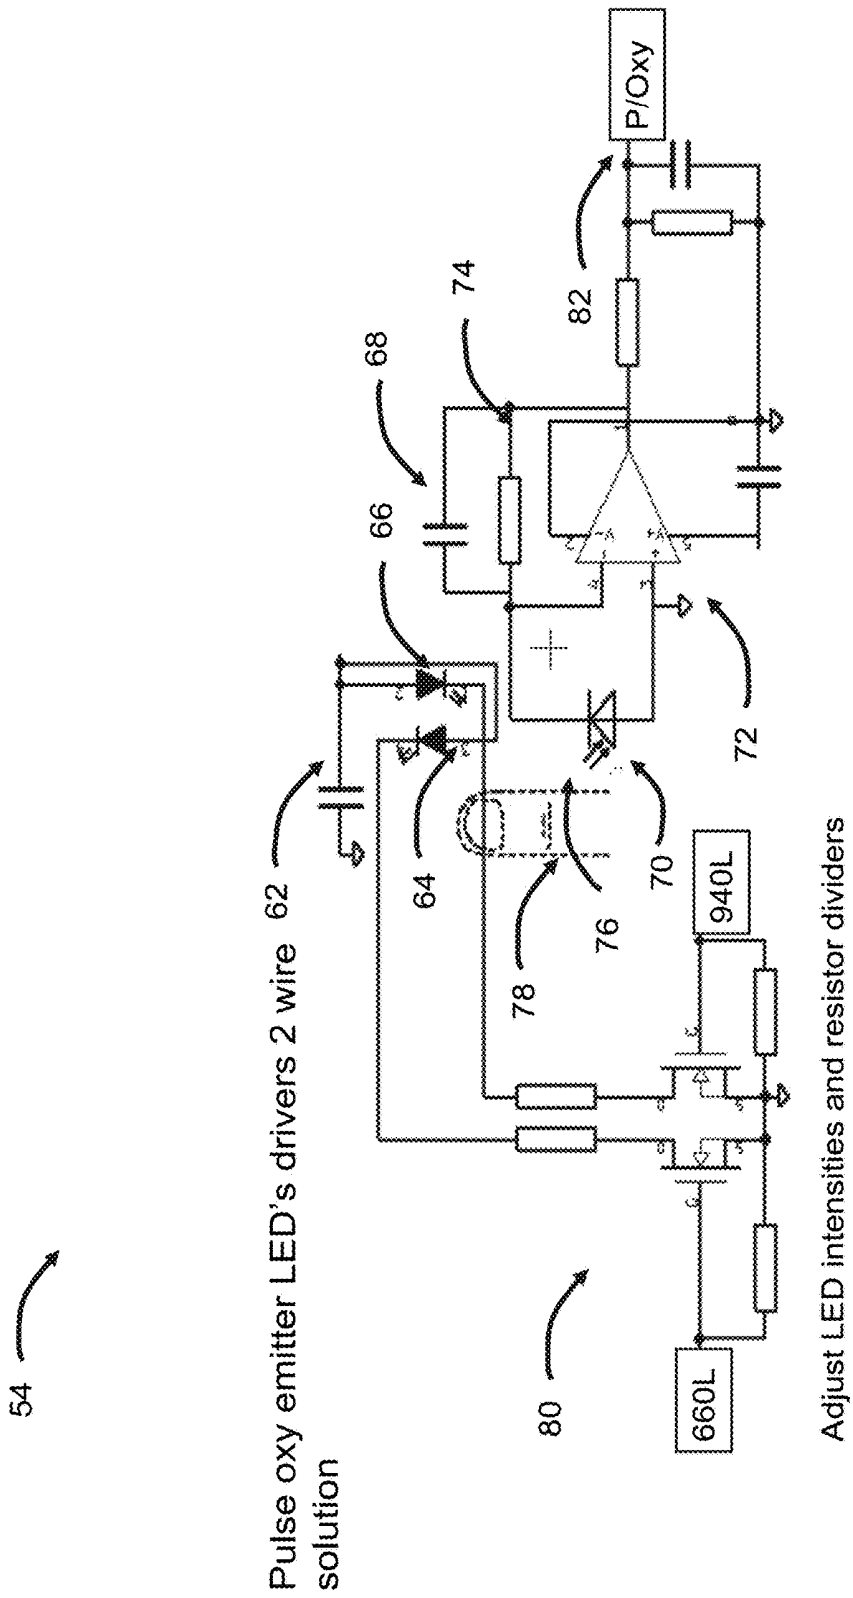 54
Pulse oxy emitter LED's drivers 2 wire
solution
62
64
66
68
74
82
P/Oxy
78
76
70
72
80
660L
940L
Adjust LED intensities and resistor dividers